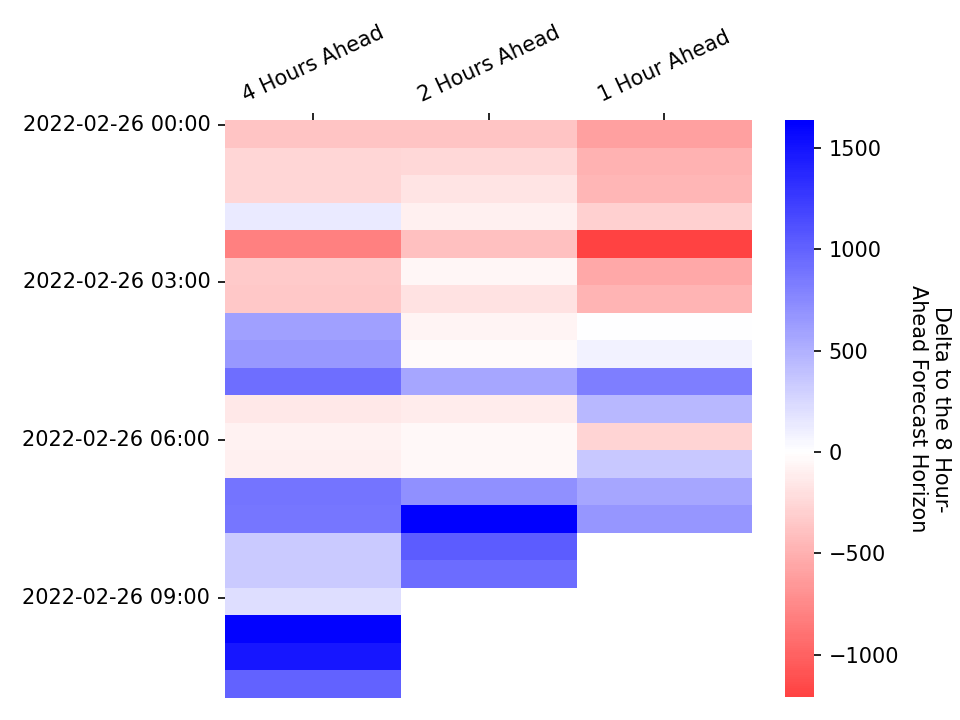 4 Hours Ahead
2 Hours Ahead
1 Hour Ahead
2022-02-26 00:00
2022-02-26 03:00
2022-02-26 06:00
2022-02-26 09:00
1500
1000
500
0
−500
−1000
Delta to the 8 Hour-
Ahead Forecast Horizon